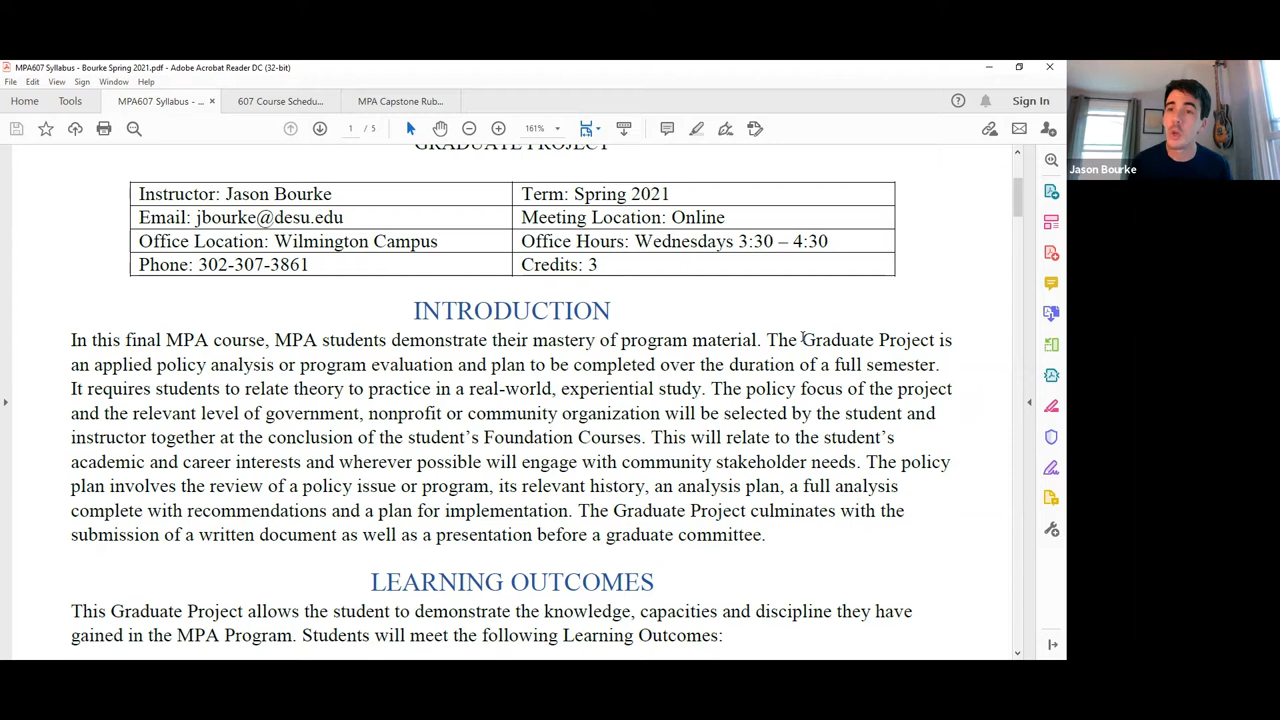 MPA607 Syllabus - Bourke Spring 2021.pdf - Adobe Acrobat Reader DC (32-bit)
File Edit View Sign Window Help
Home Tools MPA607 Syllabus - ... × 607 Course Schedu... MPA Capstone Rub... Sign In
1 / 5 161%
GRADUATE PROJECT
Instructor: Jason Bourke Term: Spring 2021
Email: jbourke@desu.edu Meeting Location: Online
Office Location: Wilmington Campus Office Hours: Wednesdays 3:30 – 4:30
Phone: 302-307-3861 Credits: 3
INTRODUCTION
In this final MPA course, MPA students demonstrate their mastery of program material. The Graduate Project is
an applied policy analysis or program evaluation and plan to be completed over the duration of a full semester.
It requires students to relate theory to practice in a real-world, experiential study. The policy focus of the project
and the relevant level of government, nonprofit or community organization will be selected by the student and
instructor together at the conclusion of the student’s Foundation Courses. This will relate to the student’s
academic and career interests and wherever possible will engage with community stakeholder needs. The policy
plan involves the review of a policy issue or program, its relevant history, an analysis plan, a full analysis
complete with recommendations and a plan for implementation. The Graduate Project culminates with the
submission of a written document as well as a presentation before a graduate committee.
LEARNING OUTCOMES
This Graduate Project allows the student to demonstrate the knowledge, capacities and discipline they have
gained in the MPA Program. Students will meet the following Learning Outcomes:
Jason Bourke